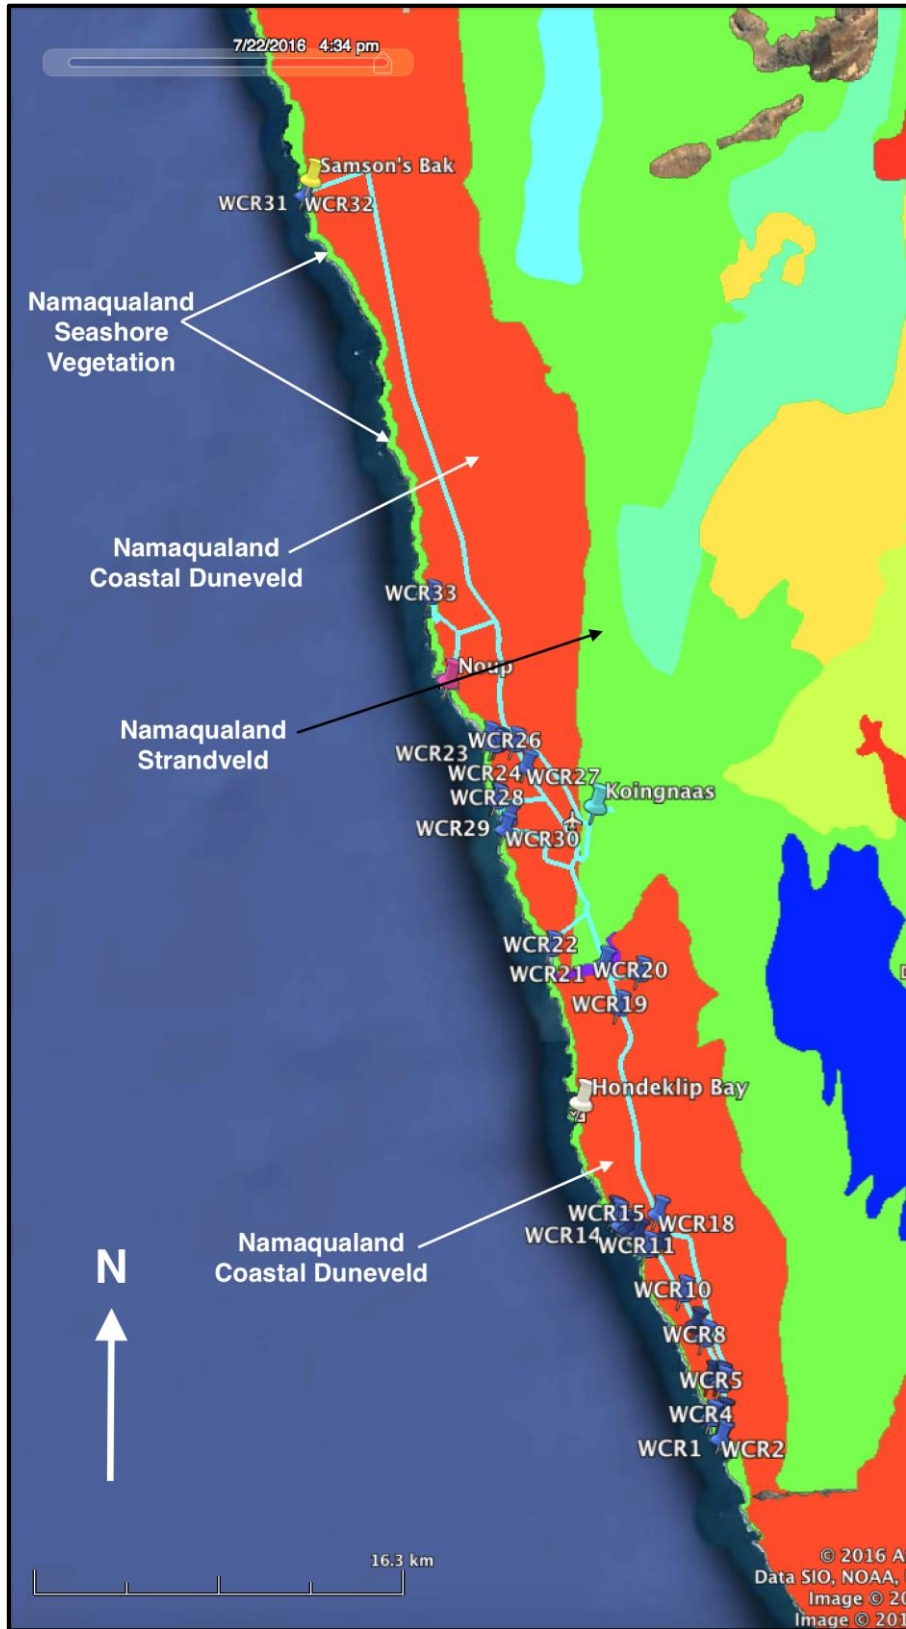 7/22/2016 4:34 pm
Samson's Bak
WCR31
WCR32
Namaqualand
Seashore
Vegetation
Namaqualand
Coastal Duneveld
WCR33
Noup
Namaqualand
Strandveld
WCR23
WCR26
WCR24
WCR27
WCR28
Koingnaas
WCR29
WCR30
WCR22
WCR21
WCR20
WCR19
Hondeklip Bay
WCR15
WCR14
WCR18
WCR11
Namaqualand
Coastal Duneveld
N
WCR10
WCR8
WCR5
WCR4
WCR1
WCR2
16.3 km
© 2016 A
Data SIO, NOAA,
Image © 20
Image © 201